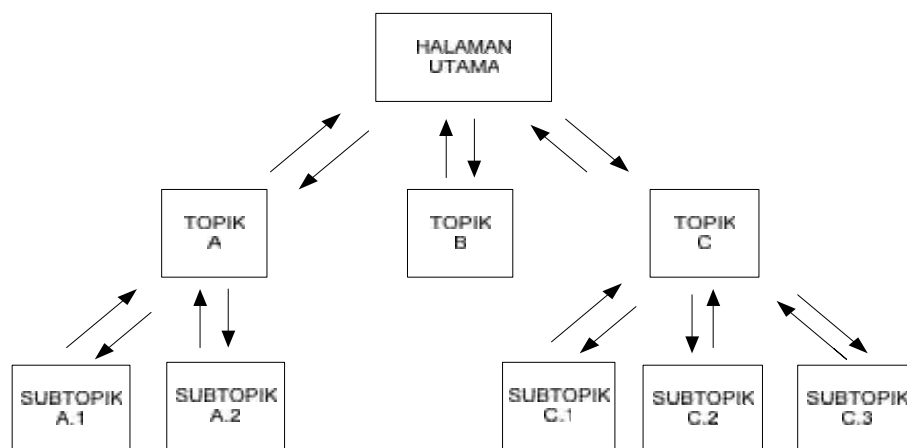 HALAMAN
UTAMA
TOPIK
A
TOPIK
B
TOPIK
C
SUBTOPIK
A.1
SUBTOPIK
A.2
SUBTOPIK
C.1
SUBTOPIK
C.2
SUBTOPIK
C.3